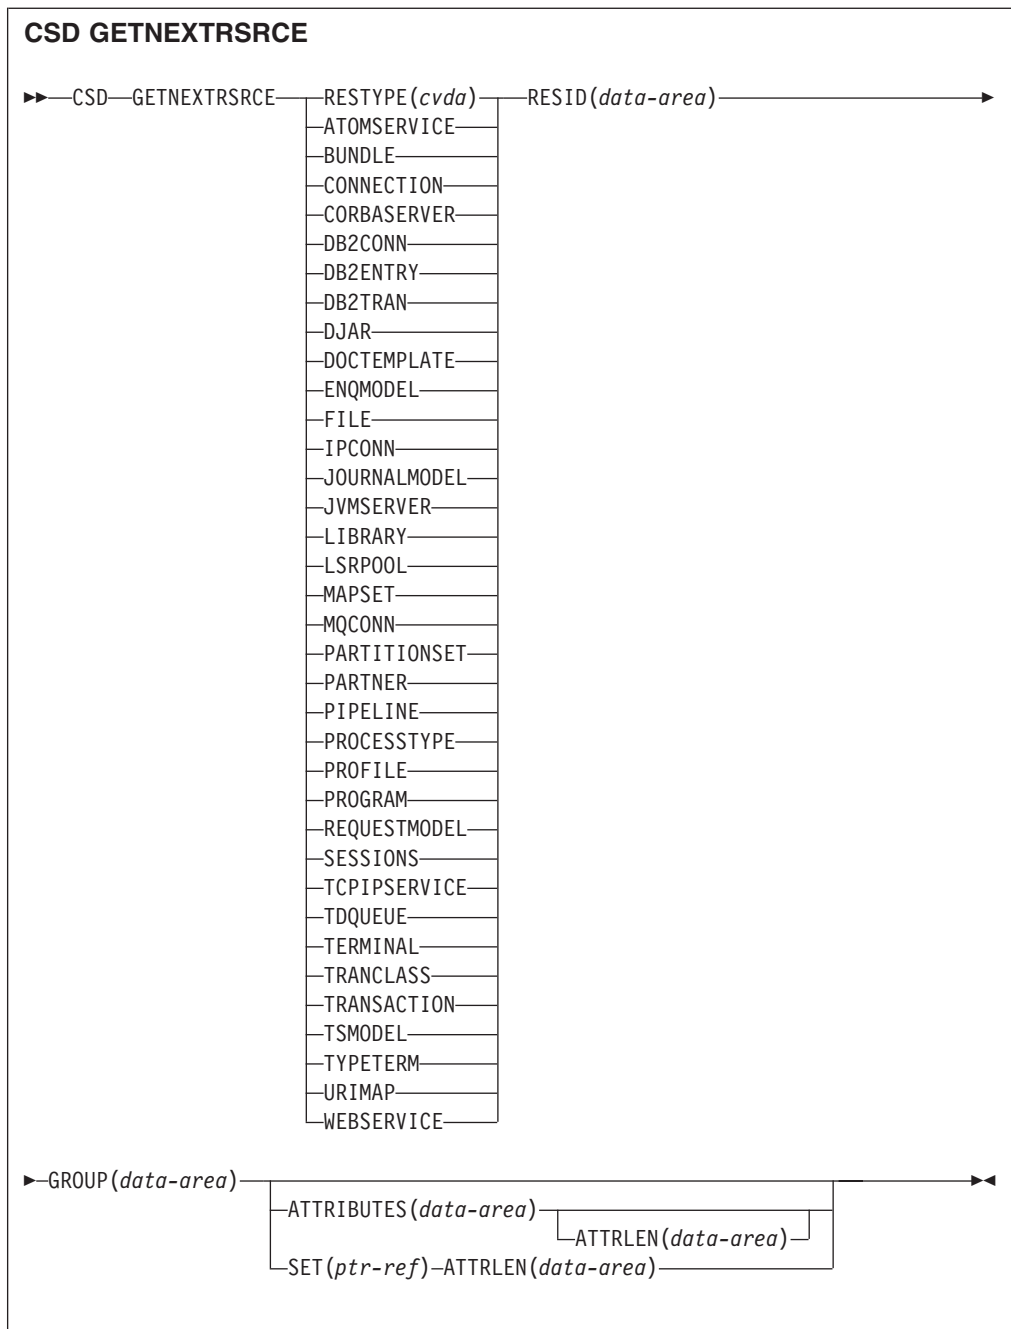 CSD GETNEXTRSRCE
CSD GETNEXTRSRCE RESTYPE(cvda) RESID(data-area)
ATOMSERVICE
BUNDLE
CONNECTION
CORBASERVER
DB2CONN
DB2ENTRY
DB2TRAN
DJAR
DOCTEMPLATE
ENQMODEL
FILE
IPCONN
JOURNALMODEL
JVMSERVER
LIBRARY
LSRPOOL
MAPSET
MQCONN
PARTITIONSET
PARTNER
PIPELINE
PROCESSTYPE
PROFILE
PROGRAM
REQUESTMODEL
SESSIONS
TCPIPSERVICE
TDQUEUE
TERMINAL
TRANCLASS
TRANSACTION
TSMODEL
TYPETERM
URIMAP
WEBSERVICE
GROUP(data-area)
ATTRIBUTES(data-area)
ATTRLEN(data-area)
SET(ptr-ref) ATTRLEN(data-area)